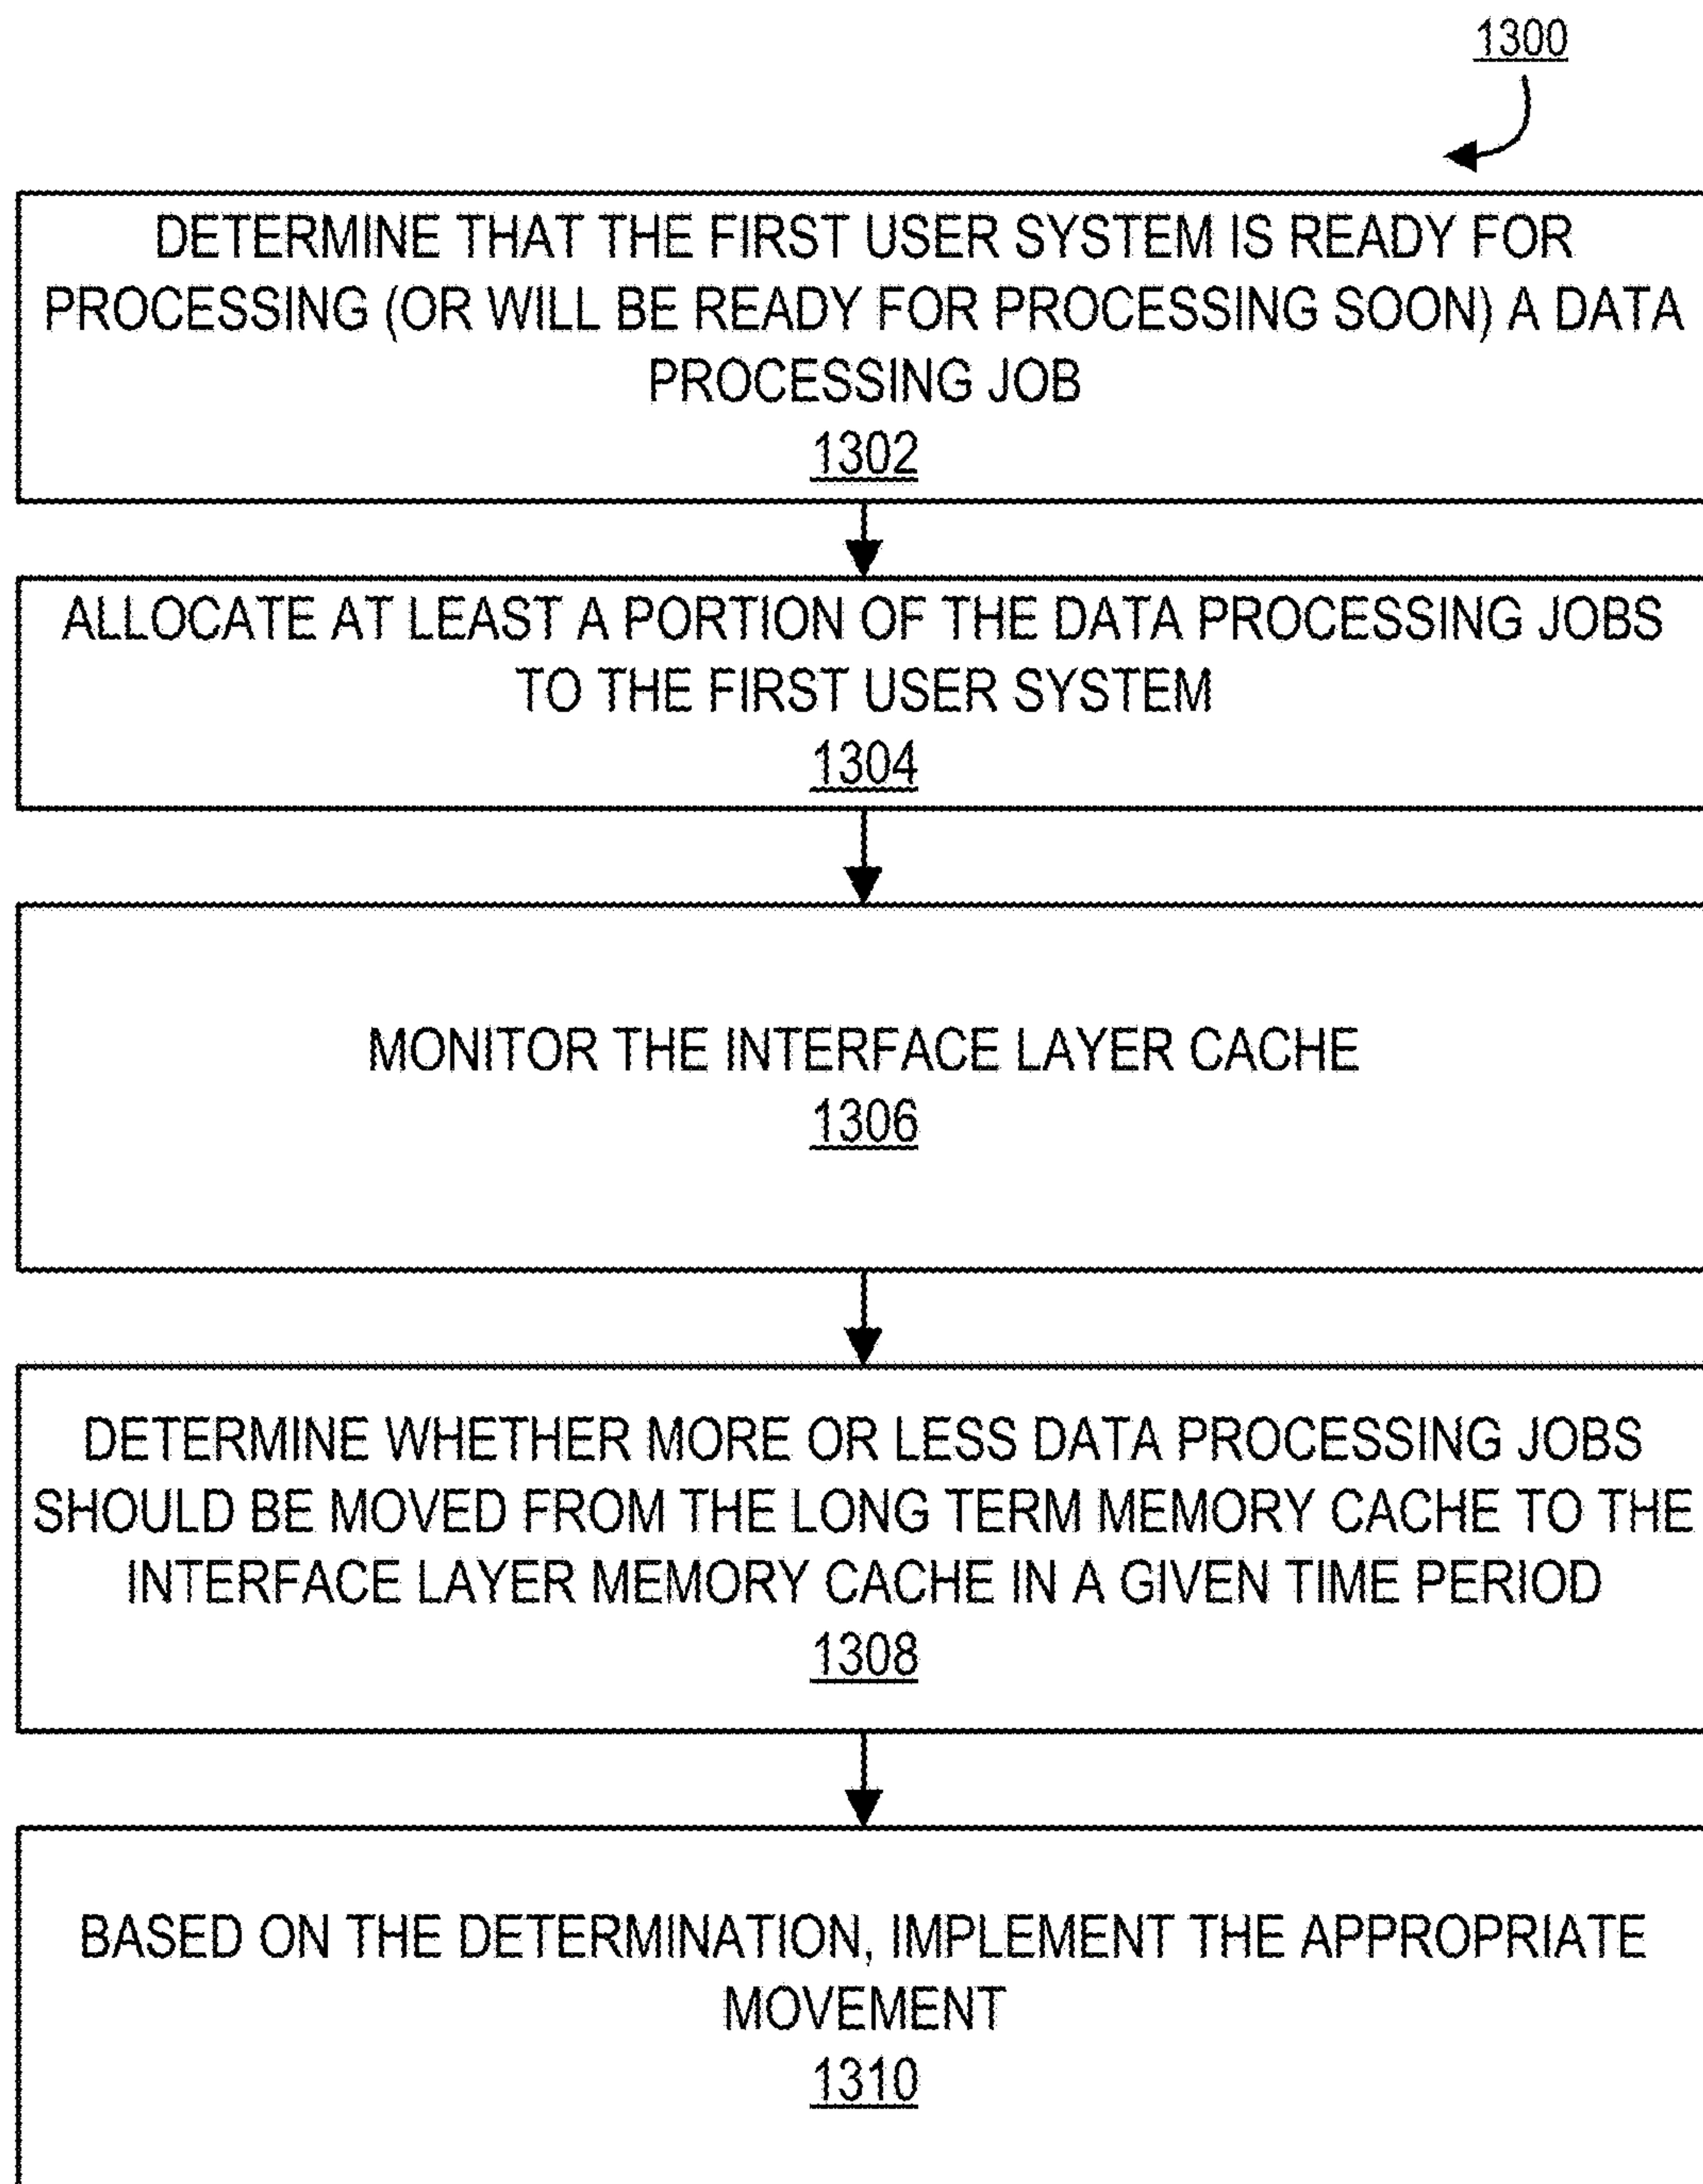 1300
DETERMINE THAT THE FIRST USER SYSTEM IS READY FOR
PROCESSING (OR WILL BE READY FOR PROCESSING SOON) A DATA
PROCESSING JOB
1302
ALLOCATE AT LEAST A PORTION OF THE DATA PROCESSING JOBS
TO THE FIRST USER SYSTEM
1304
MONITOR THE INTERFACE LAYER CACHE
1306
DETERMINE WHETHER MORE OR LESS DATA PROCESSING JOBS
SHOULD BE MOVED FROM THE LONG TERM MEMORY CACHE TO THE
INTERFACE LAYER MEMORY CACHE IN A GIVEN TIME PERIOD
1308
BASED ON THE DETERMINATION, IMPLEMENT THE APPROPRIATE
MOVEMENT
1310